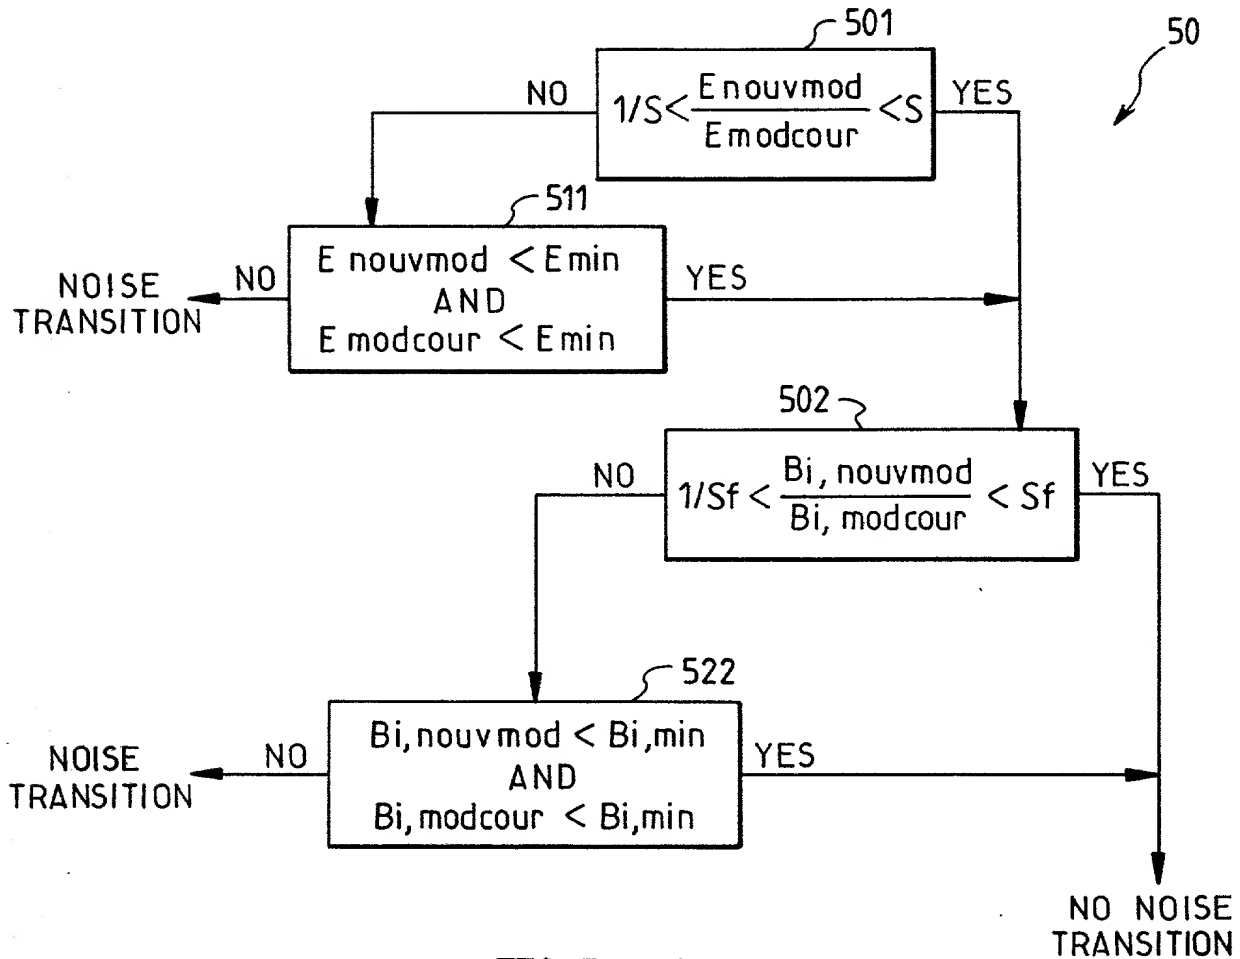 501
50
NO
1/S < E nouvmod / E modcour < S
YES
511
E nouvmod < Emin
AND
E modcour < Emin
NO
YES
NOISE
TRANSITION
502
NO
1/Sf < Bi, nouvmod / Bi, modcour < Sf
YES
522
Bi,nouvmod < Bi,min
AND
Bi,modcour < Bi,min
NO
YES
NOISE
TRANSITION
NO NOISE
TRANSITION